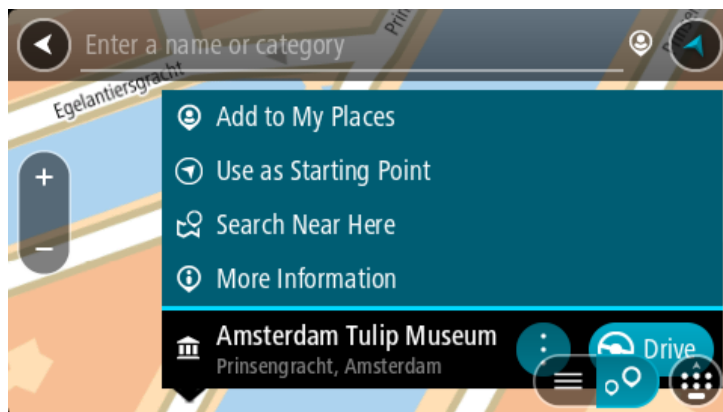 Enter a name or category
Egelantiersgracht
Add to My Places
Use as Starting Point
Search Near Here
More Information
Amsterdam Tulip Museum
Drive
Prinsengracht, Amsterdam